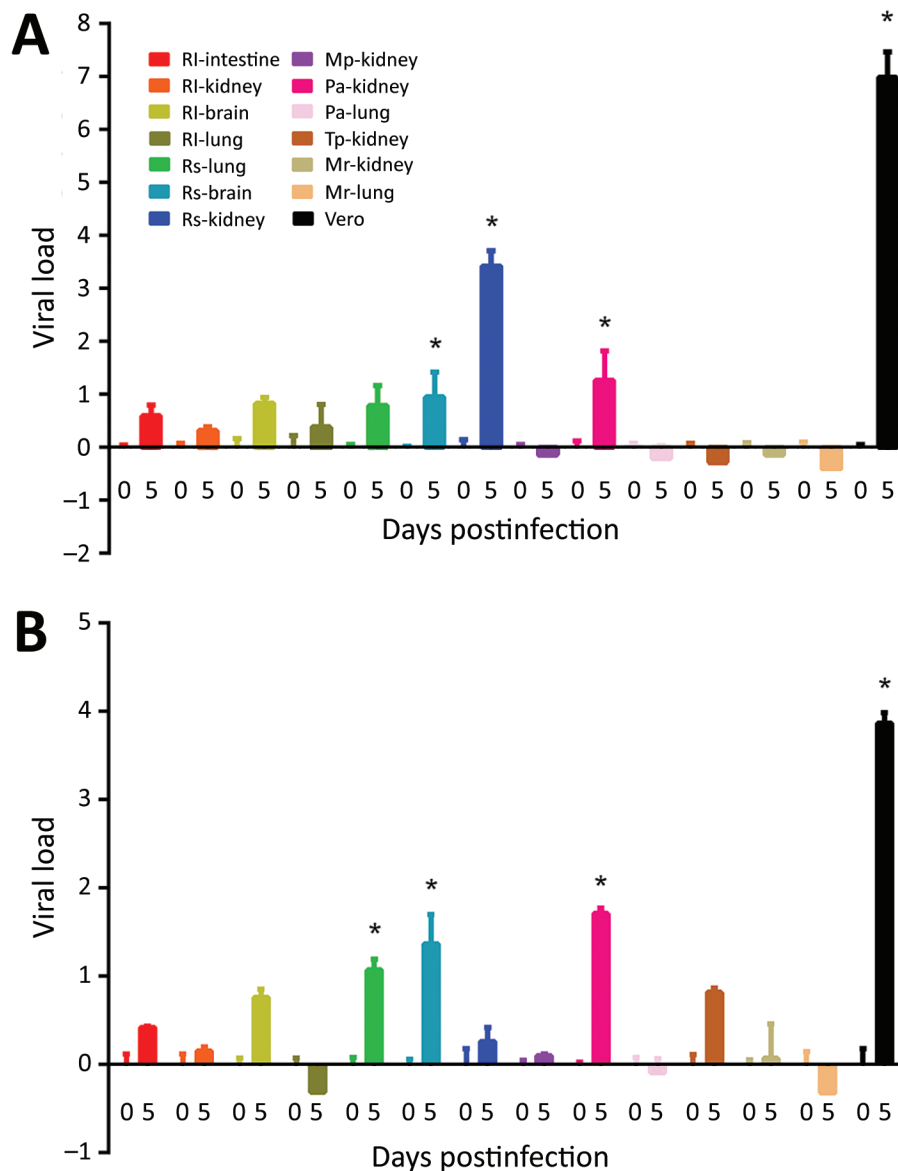 A
8
7
6
5
4
3
2
1
0
–1
–2
Viral load
RI-intestine
RI-kidney
RI-brain
RI-lung
Rs-lung
Rs-brain
Rs-kidney
Mp-kidney
Pa-kidney
Pa-lung
Tp-kidney
Mr-kidney
Mr-lung
Vero
* * * *
0 5 0 5 0 5 0 5 0 5 0 5 0 5 0 5 0 5 0 5 0 5 0 5 0 5 0 5
Days postinfection
B
5
4
3
2
1
0
–1
Viral load
* * * *
0 5 0 5 0 5 0 5 0 5 0 5 0 5 0 5 0 5 0 5 0 5 0 5 0 5 0 5
Days postinfection